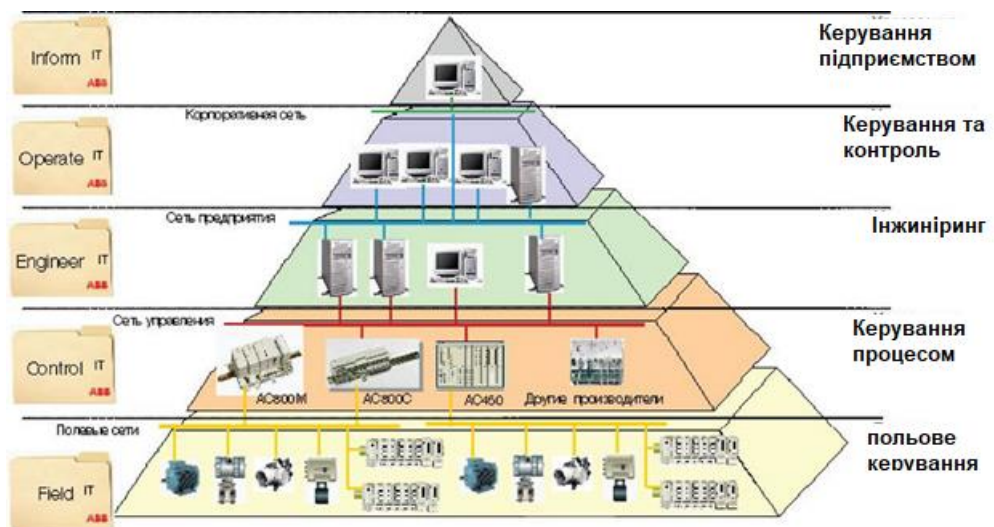 Inform IT
ABB
Керування
підприємством
Корпоративная сеть
Operate IT
ABB
Керування та
контроль
Сеть предприятия
Engineer IT
ABB
Інжиніринг
Сеть управления
Control IT
ABB
AC800M
AC800C
AC450
Другие производители
Керування
процесом
Полевые сети
Field IT
ABB
польове
керування